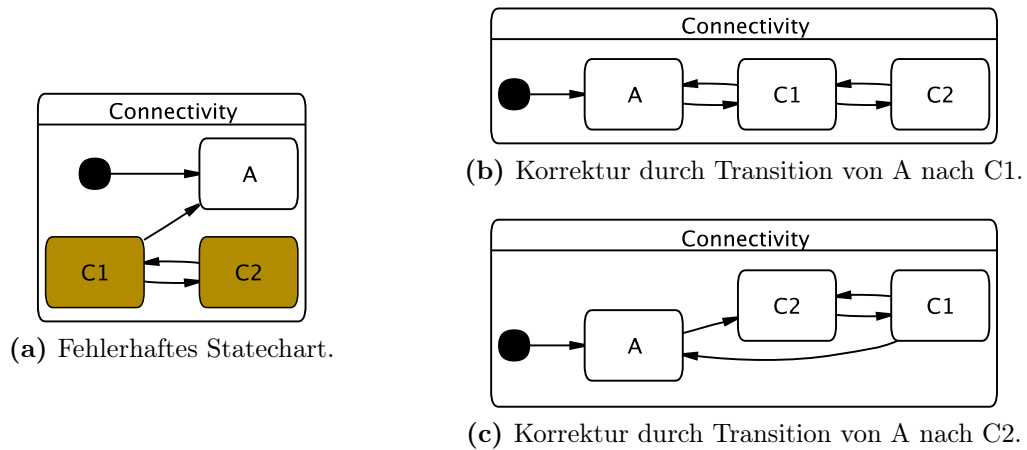 Connectivity
A
C1
C2
(a) Fehlerhaftes Statechart.
Connectivity
A
C1
C2
(b) Korrektur durch Transition von A nach C1.
Connectivity
C2
C1
A
(c) Korrektur durch Transition von A nach C2.